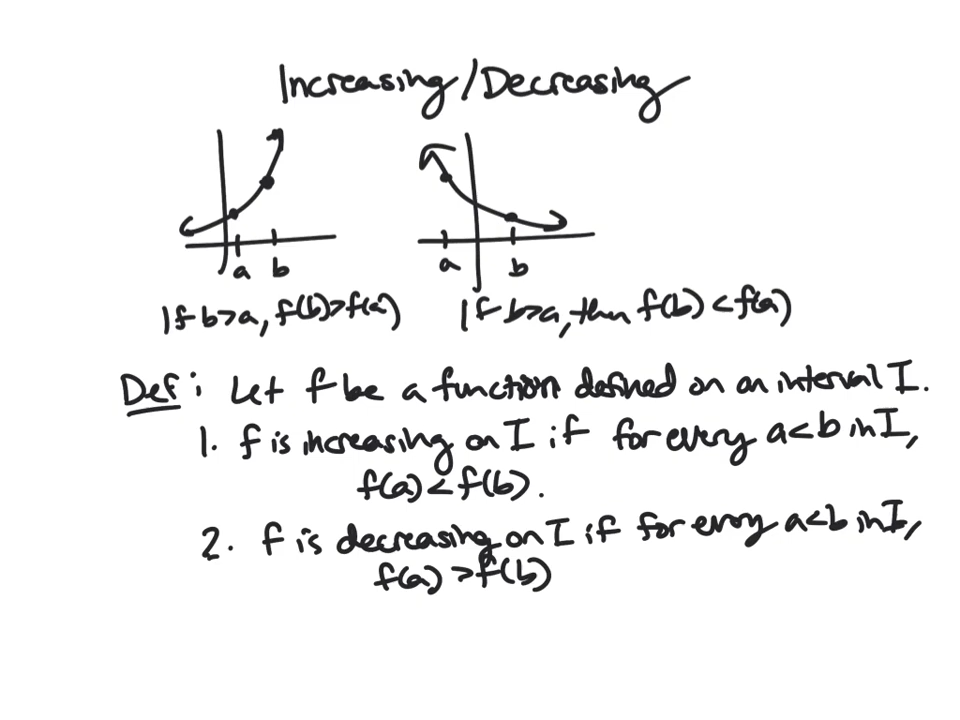 Increasing/Decreasing
a b
a b
If b>a, f(b)>f(a)
If b>a, then f(b)<f(a)
Def: Let f be a function defined on an interval I.
1. f is increasing on I if for every a<b in I,
f(a)<f(b).
2. f is decreasing on I if for every a<b in I,
f(a)>f(b)